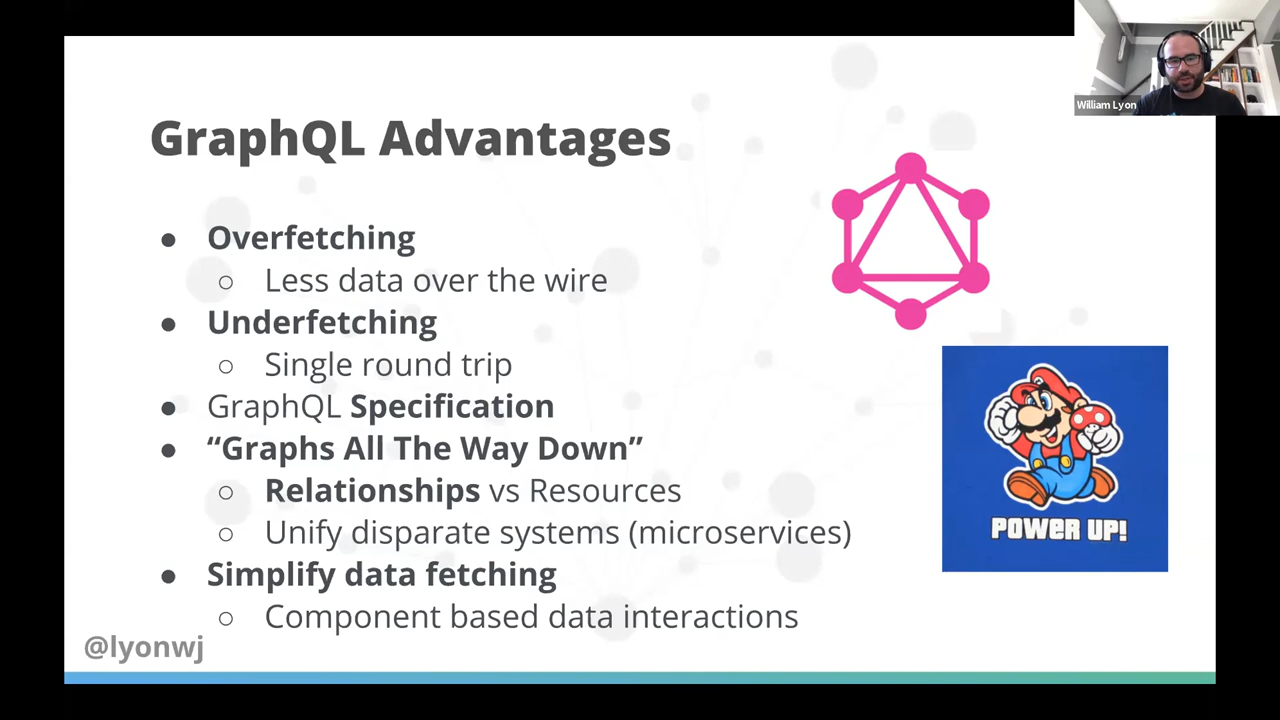 William Lyon
GraphQL Advantages
● Overfetching
○ Less data over the wire
● Underfetching
○ Single round trip
● GraphQL Specification
● “Graphs All The Way Down”
○ Relationships vs Resources
○ Unify disparate systems (microservices)
● Simplify data fetching
○ Component based data interactions
POWER UP!
@lyonwj